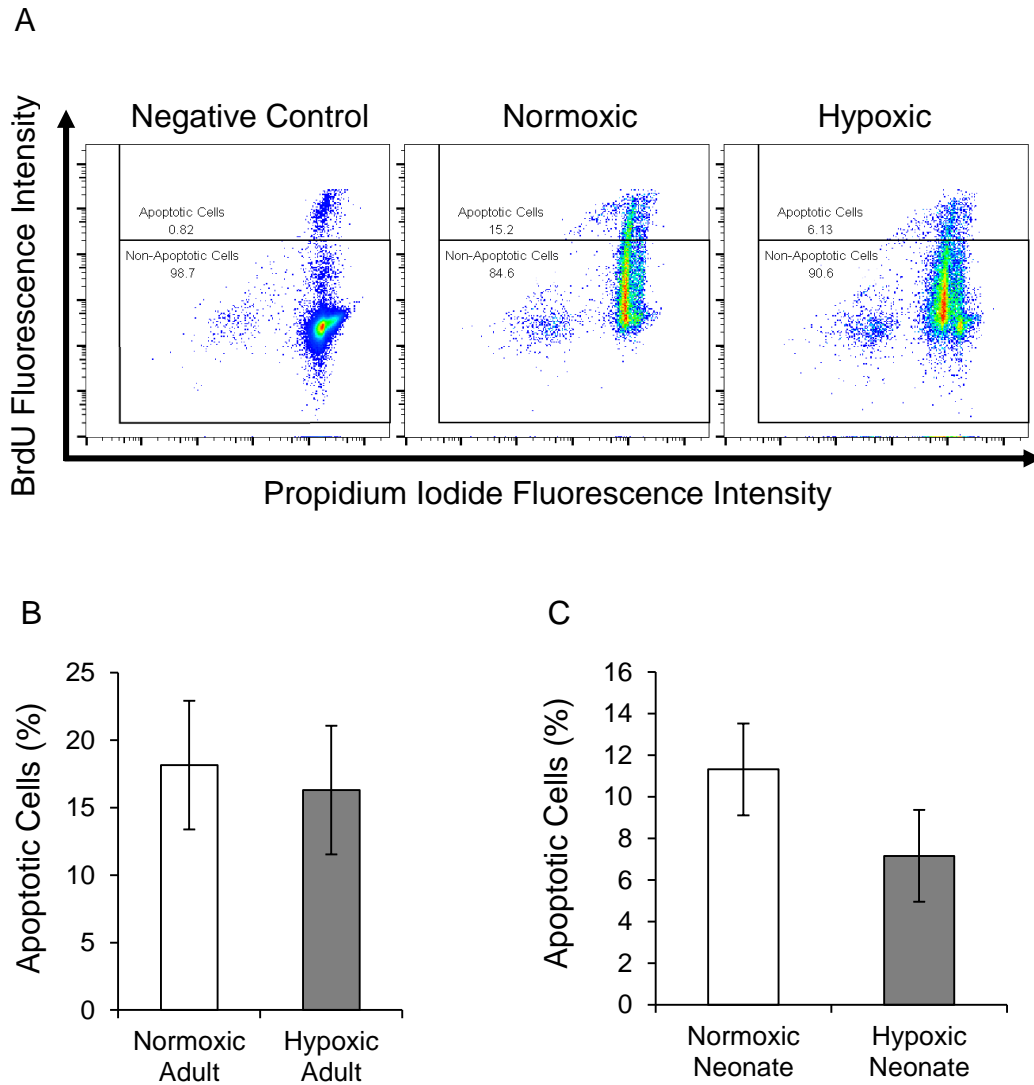 A
Negative Control
Normoxic
Hypoxic
BrdU Fluorescence Intensity
Apoptotic Cells
0.82
Non-Apoptotic Cells
98.7
Apoptotic Cells
15.2
Non-Apoptotic Cells
84.6
Apoptotic Cells
6.13
Non-Apoptotic Cells
90.6
Propidium Iodide Fluorescence Intensity
B
Apoptotic Cells (%)
25
20
15
10
5
0
Normoxic
Adult
Hypoxic
Adult
C
Apoptotic Cells (%)
16
14
12
10
8
6
4
2
0
Normoxic
Neonate
Hypoxic
Neonate